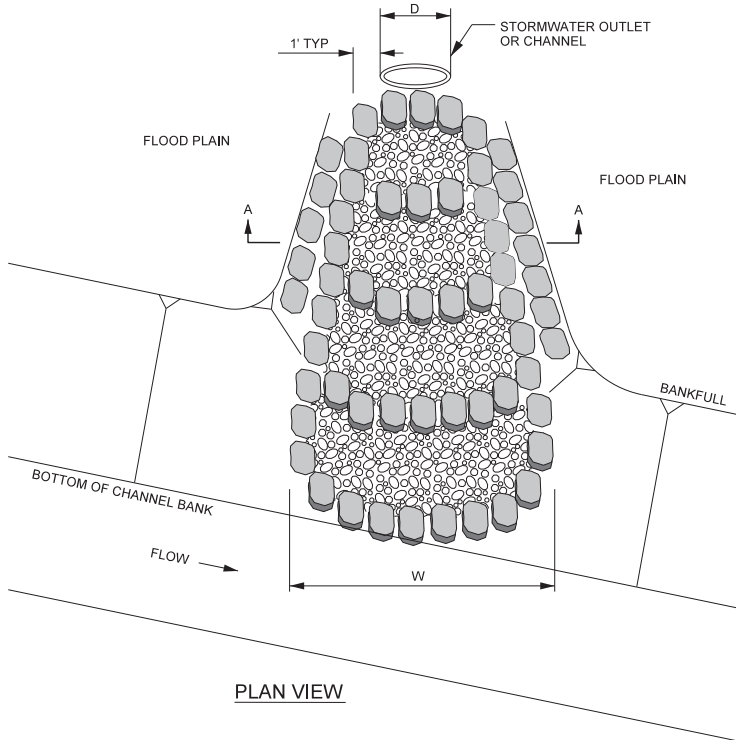 D
STORMWATER OUTLET
OR CHANNEL
1' TYP
FLOOD PLAIN
FLOOD PLAIN
A
A
BANKFULL
BOTTOM OF CHANNEL BANK
FLOW
W
PLAN VIEW